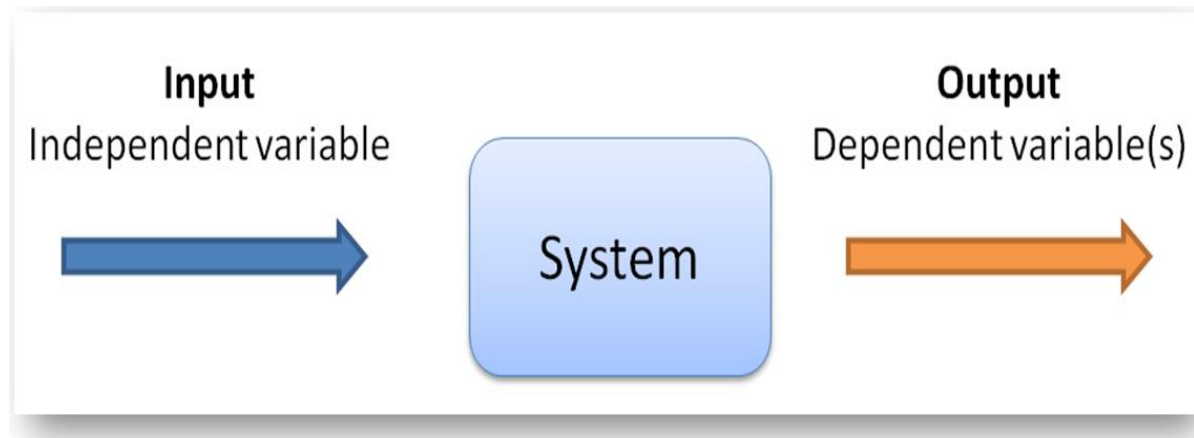 Input
Independent variable
System
Output
Dependent variable(s)